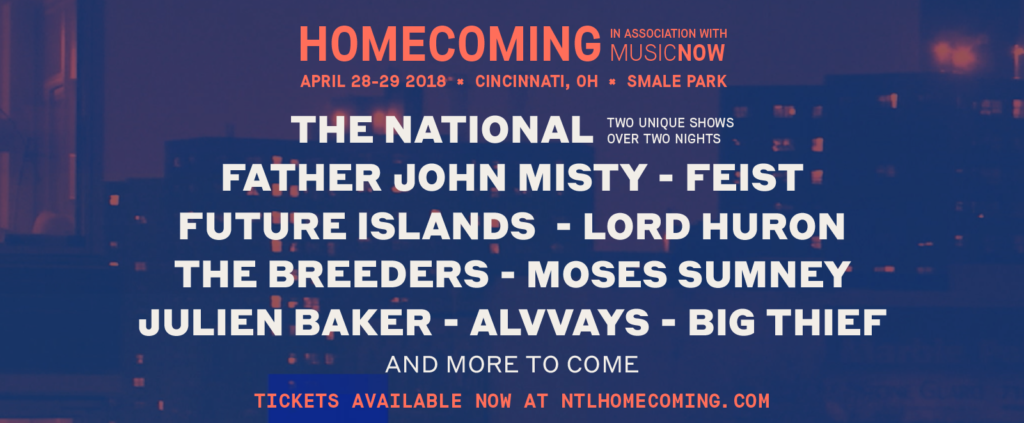 HOMECOMING
IN ASSOCIATION WITH
MUSICNOW
APRIL 28-29 2018 × CINCINNATI, OH × SMALE PARK
THE NATIONAL
TWO UNIQUE SHOWS
OVER TWO NIGHTS
FATHER JOHN MISTY - FEIST
FUTURE ISLANDS - LORD HURON
THE BREEDERS - MOSES SUMNEY
JULIEN BAKER - ALVVAYS - BIG THIEF
AND MORE TO COME
TICKETS AVAILABLE NOW AT NTLHOMECOMING.COM